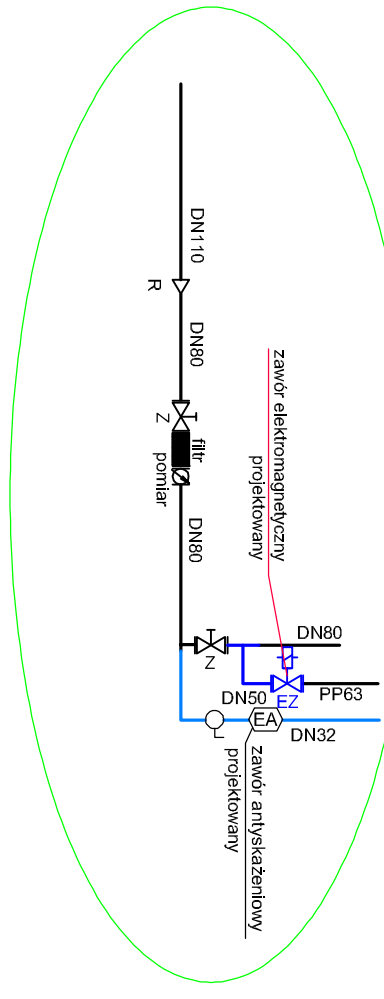 DN110
R
DN80
Z
filtr
pomiar
DN80
zawór elektromagnetyczny
projektowany
Z
DN80
EZ
PP63
DN50
EA
DN32
zawór antyskażeniowy
projektowany